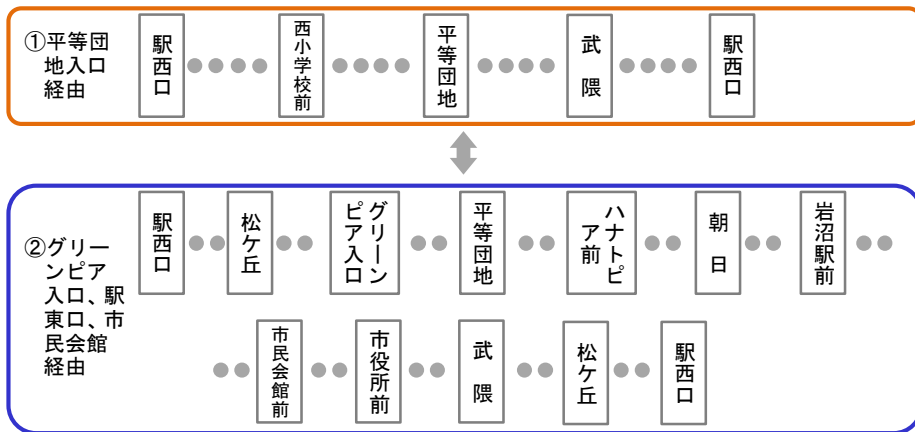 ①平等団
地入口
経由
駅西口
西小学校前
平等団地
武隈
駅西口
②グリー
ンピア
入口、駅
東口、市
民会館
経由
駅西口
松ケ丘
グリーン
ピア入口
平等団地
ハナトピ
ア前
朝日
岩沼駅前
市民会館前
市役所前
武隈
松ケ丘
駅西口